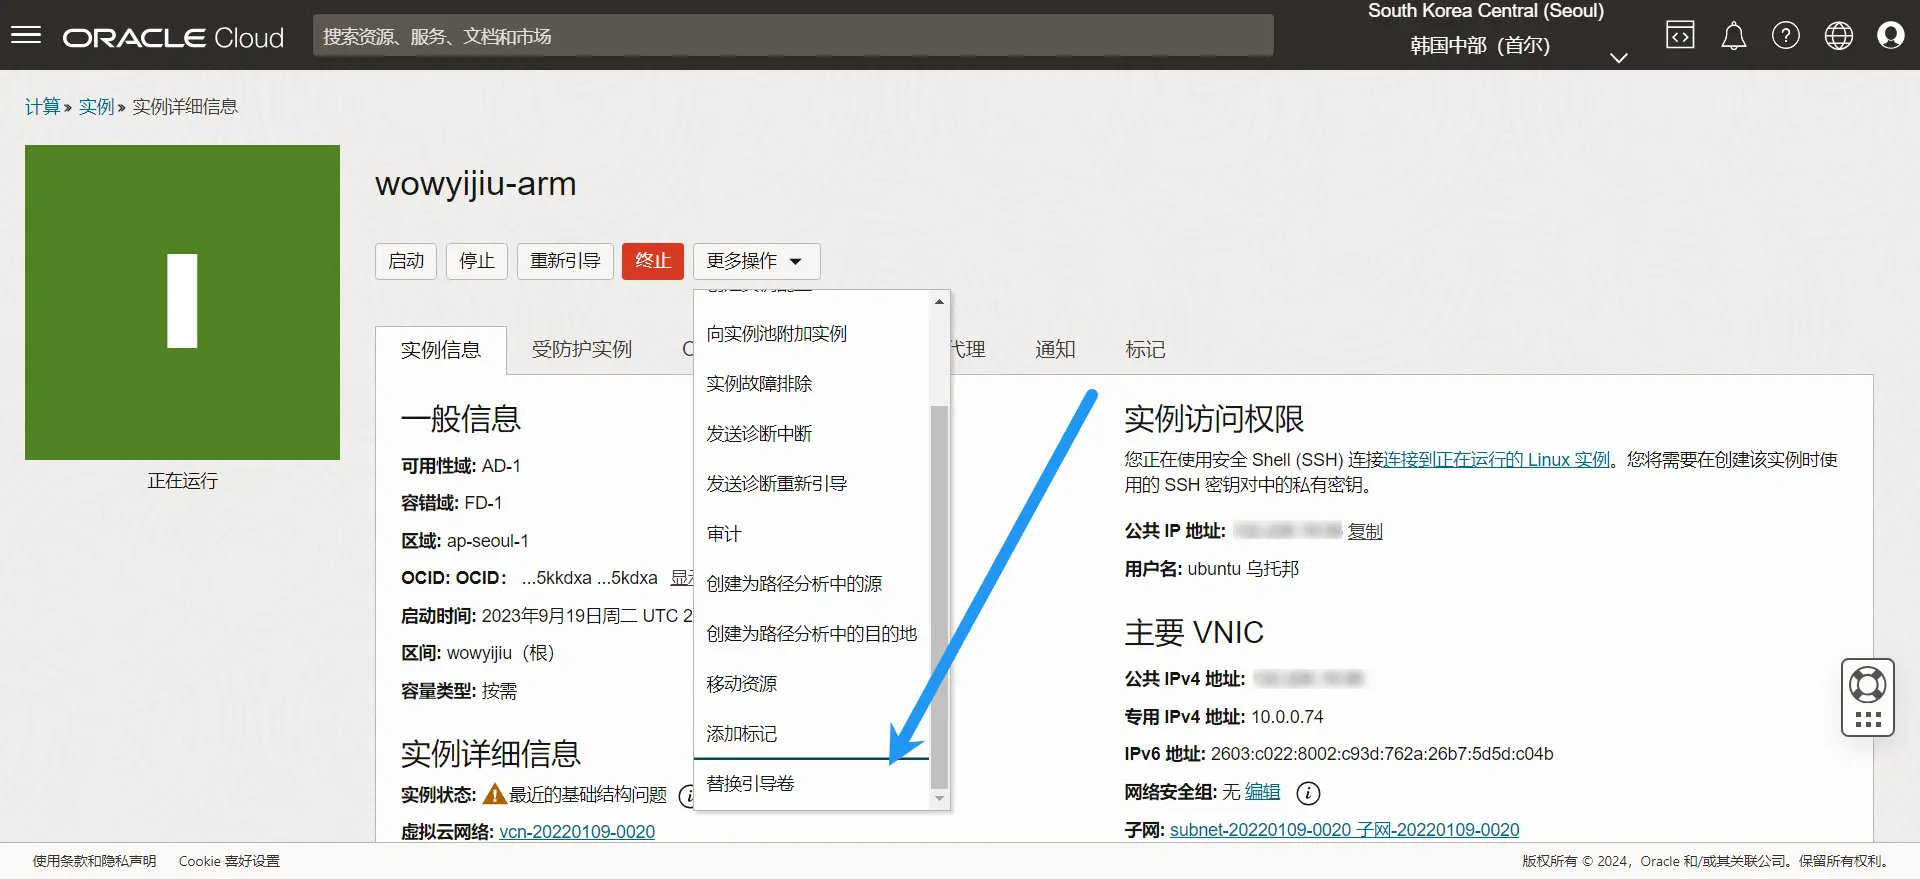 ORACLE Cloud
搜索资源、服务、文档和市场
South Korea Central (Seoul)
韩国中部（首尔）
计算 » 实例 » 实例详细信息
wowyijiu-arm
启动 停止 重新引导 终止 更多操作
正在运行
实例信息 受防护实例 代理 通知 标记
向实例池附加实例
实例故障排除
发送诊断中断
发送诊断重新引导
审计
创建为路径分析中的源
创建为路径分析中的目的地
移动资源
添加标记
替换引导卷
一般信息
可用性域: AD-1
容错域: FD-1
区域: ap-seoul-1
OCID: OCID： ...5kkdxa ...5kdxa 显
启动时间: 2023年9月19日周二 UTC 2
区间: wowyijiu（根）
容量类型: 按需
实例详细信息
实例状态: 最近的基础结构问题
虚拟云网络: vcn-20220109-0020
实例访问权限
您正在使用安全 Shell (SSH) 连接连接到正在运行的 Linux 实例。您将需要在创建该实例时使
用的 SSH 密钥对中的私有密钥。
公共 IP 地址: 复制
用户名: ubuntu 乌托邦
主要 VNIC
公共 IPv4 地址:
专用 IPv4 地址: 10.0.0.74
IPv6 地址: 2603:c022:8002:c93d:762a:26b7:5d5d:c04b
网络安全组: 无 编辑
子网: subnet-20220109-0020 子网-20220109-0020
使用条款和隐私声明 Cookie 喜好设置
版权所有 © 2024，Oracle 和/或其关联公司。保留所有权利。